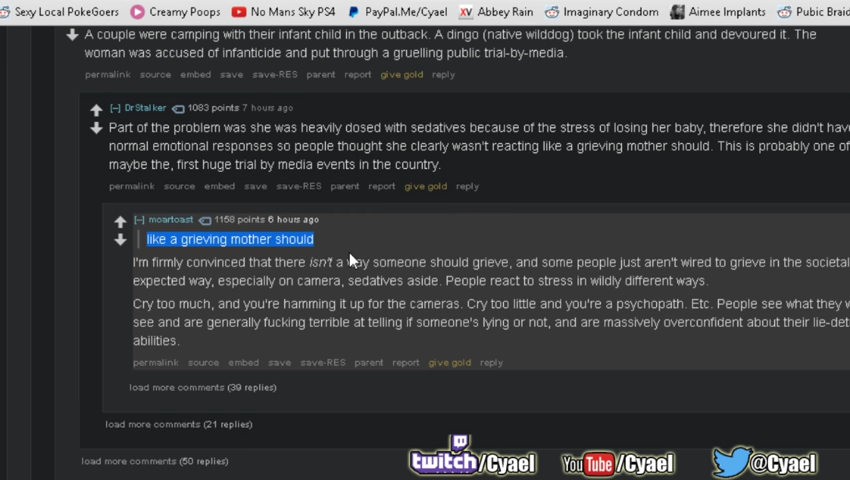 Sexy Local PokeGoers Creamy Poops No Mans Sky PS4 PayPal.Me/Cyael Abbey Rain Imaginary Condom Aimee Implants Pubic Braid
A couple were camping with their infant child in the outback. A dingo (native wilddog) took the infant child and devoured it. The
woman was accused of infanticide and put through a gruelling public trial-by-media.
permalink source embed save save-RES parent report give gold reply
[–] DrStalker 1083 points 7 hours ago
Part of the problem was she was heavily dosed with sedatives because of the stress of losing her baby, therefore she didn't have
normal emotional responses so people thought she clearly wasn't reacting like a grieving mother should. This is probably one of
maybe the, first huge trial by media events in the country.
permalink source embed save save-RES parent report give gold reply
[–] moartoast 1158 points 6 hours ago
like a grieving mother should
I'm firmly convinced that there isn't a way someone should grieve, and some people just aren't wired to grieve in the societal
expected way, especially on camera, sedatives aside. People react to stress in wildly different ways.
Cry too much, and you're hamming it up for the cameras. Cry too little and you're a psychopath. Etc. People see what they w
see and are generally fucking terrible at telling if someone's lying or not, and are massively overconfident about their lie-det
abilities.
permalink source embed save save-RES parent report give gold reply
load more comments (39 replies)
load more comments (21 replies)
load more comments (50 replies)
twitch/Cyael YouTube/Cyael @Cyael